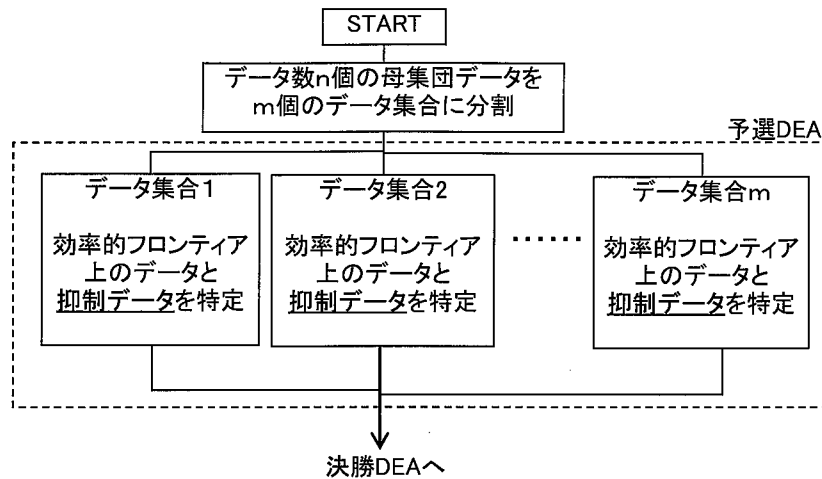 START
データ数n個の母集団データを
m個のデータ集合に分割
予選DEA
データ集合1
効率的フロンティア
上のデータと
抑制データを特定
データ集合2
効率的フロンティア
上のデータと
抑制データを特定
……
データ集合m
効率的フロンティア
上のデータと
抑制データを特定
決勝DEAへ